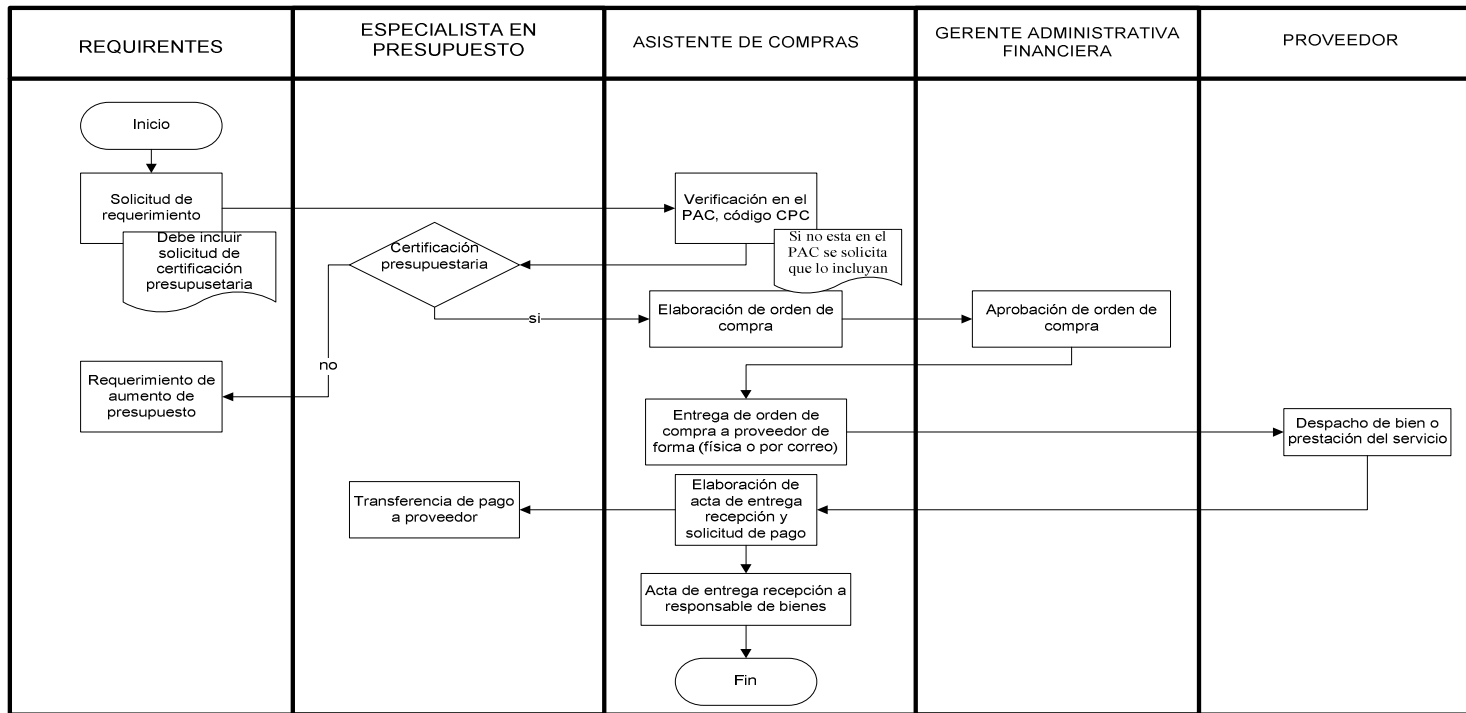 REQUIRENTES
ESPECIALISTA EN
PRESUPUESTO
ASISTENTE DE COMPRAS
GERENTE ADMINISTRATIVA
FINANCIERA
PROVEEDOR
Inicio
Solicitud de
requerimiento
Debe incluir
solicitud de
certificación
presupusetaria
Verificación en el
PAC, código CPC
Si no esta en el
PAC se solicita
que lo incluyan
Certificación
presupuestaria
si
no
Elaboración de orden de
compra
Aprobación de orden de
compra
Requerimiento de
aumento de
presupuesto
Entrega de orden de
compra a proveedor de
forma (física o por correo)
Despacho de bien o
prestación del servicio
Elaboración de
acta de entrega
recepción y
solicitud de pago
Transferencia de pago
a proveedor
Acta de entrega recepción a
responsable de bienes
Fin